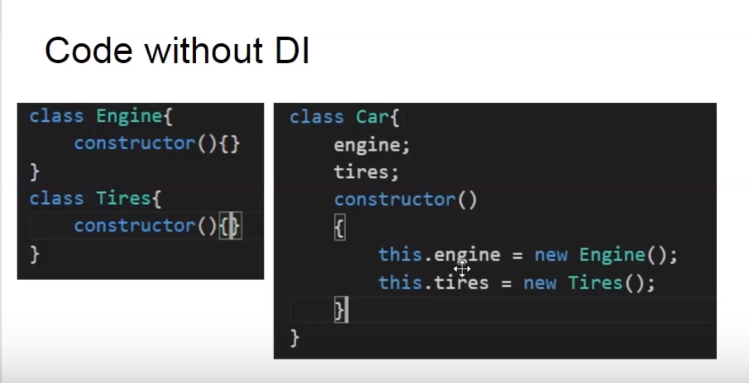 Code without DI
class Engine{
constructor(){}
}
class Tires{
constructor(){}
}
class Car{
engine;
tires;
constructor()
{
this.engine = new Engine();
this.tires = new Tires();
}
}